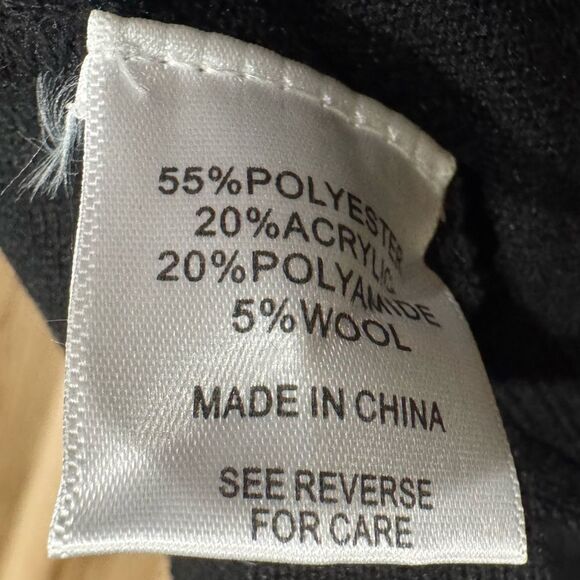 55%POLYESTER
20%ACRYLIC
20%POLYAMIDE
5%WOOL
MADE IN CHINA
SEE REVERSE
FOR CARE